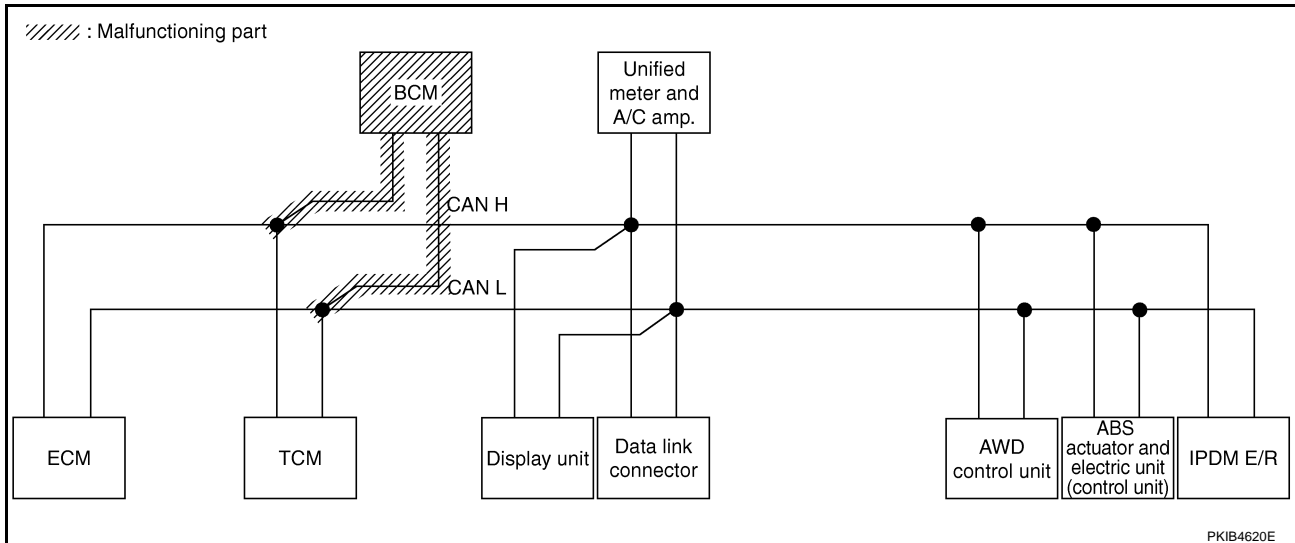 : Malfunctioning part
BCM
Unified
meter and
A/C amp.
CAN H
CAN L
ECM
TCM
Display unit
Data link
connector
AWD
control unit
ABS
actuator and
electric unit
(control unit)
IPDM E/R
PKIB4620E